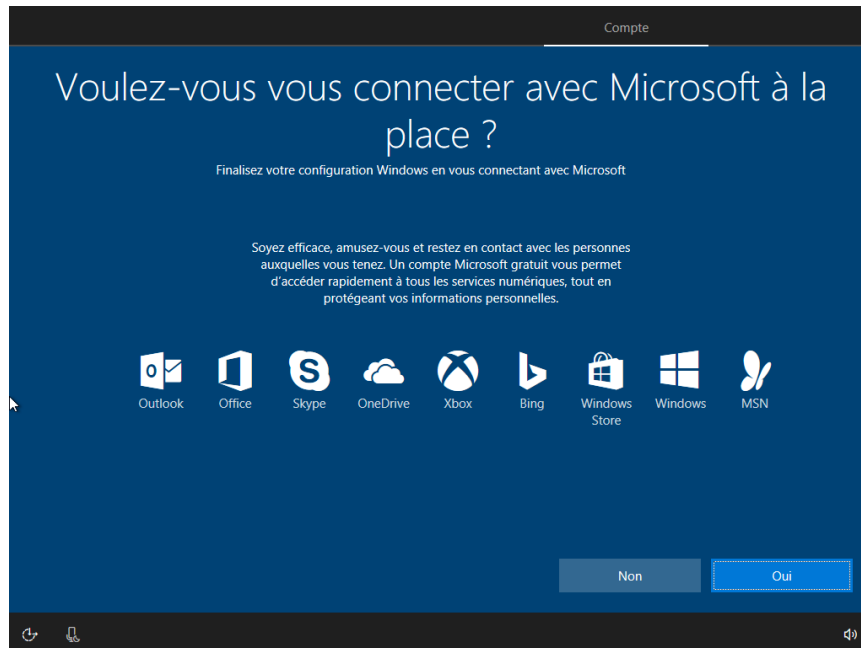 Compte
Voulez-vous vous connecter avec Microsoft à la
place ?
Finalisez votre configuration Windows en vous connectant avec Microsoft
Soyez efficace, amusez-vous et restez en contact avec les personnes
auxquelles vous tenez. Un compte Microsoft gratuit vous permet
d’accéder rapidement à tous les services numériques, tout en
protégeant vos informations personnelles.
Outlook Office Skype OneDrive Xbox Bing Windows Windows MSN
Store
Non Oui